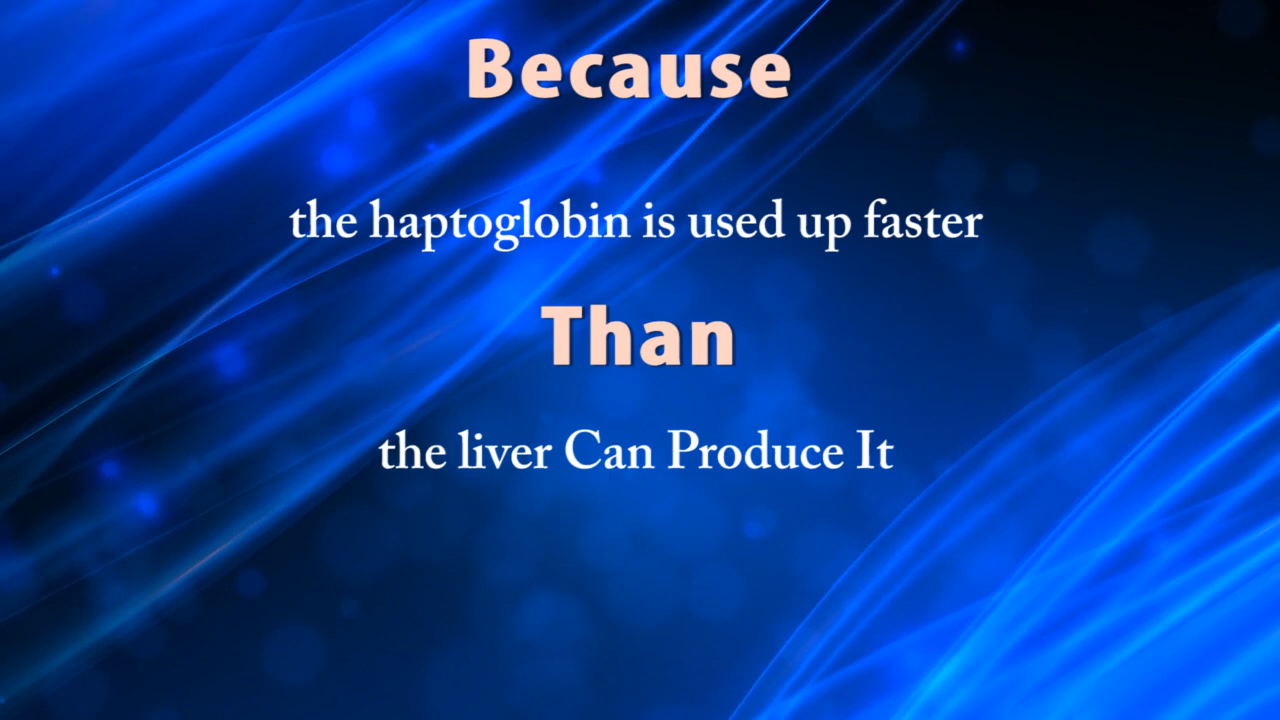 Because
the haptoglobin is used up faster
Than
the liver Can Produce It